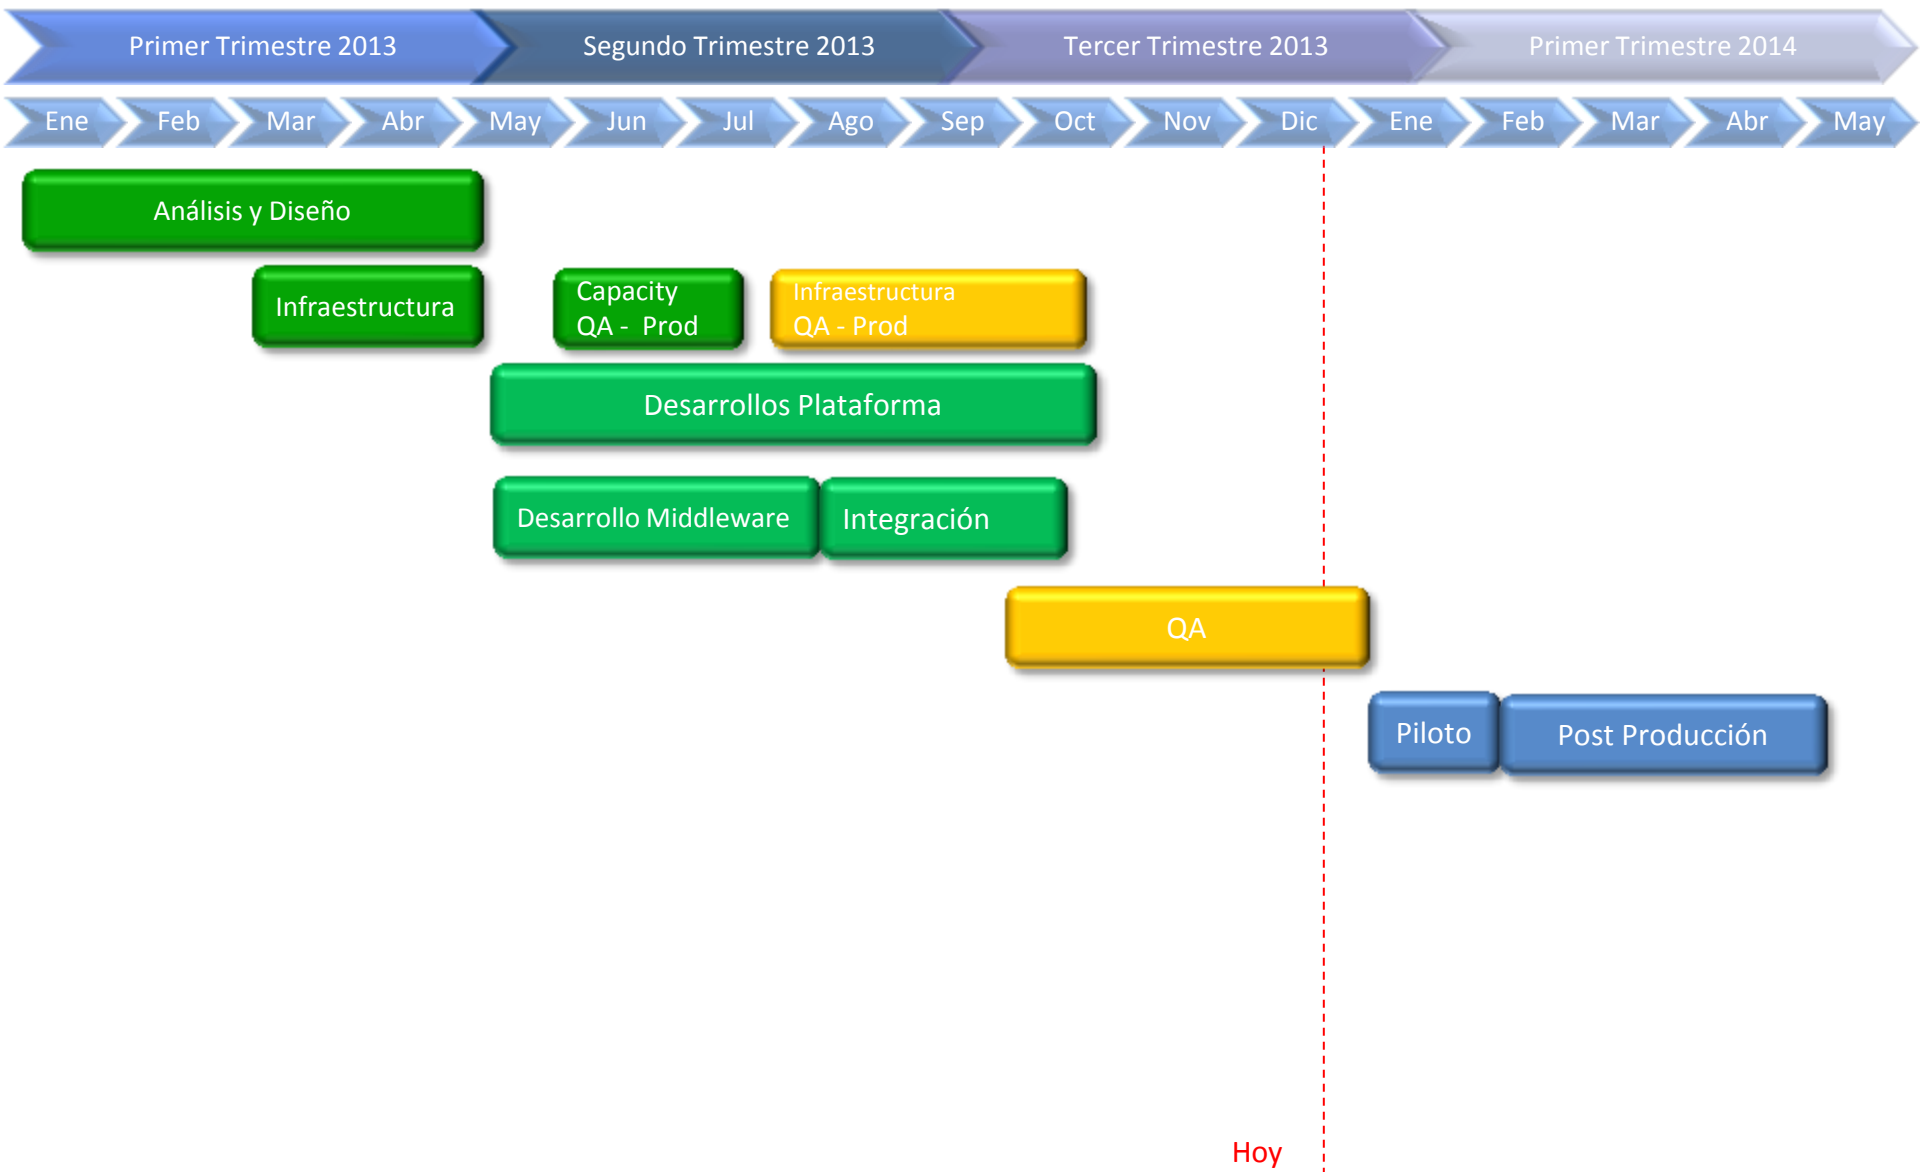 Primer Trimestre 2013
Segundo Trimestre 2013
Tercer Trimestre 2013
Primer Trimestre 2014
Ene
Feb
Mar
Abr
May
Jun
Jul
Ago
Sep
Oct
Nov
Dic
Ene
Feb
Mar
Abr
May
Análisis y Diseño
Infraestructura
Capacity
QA - Prod
Infraestructura
QA - Prod
Desarrollos Plataforma
Desarrollo Middleware
Integración
QA
Piloto
Post Producción
Hoy